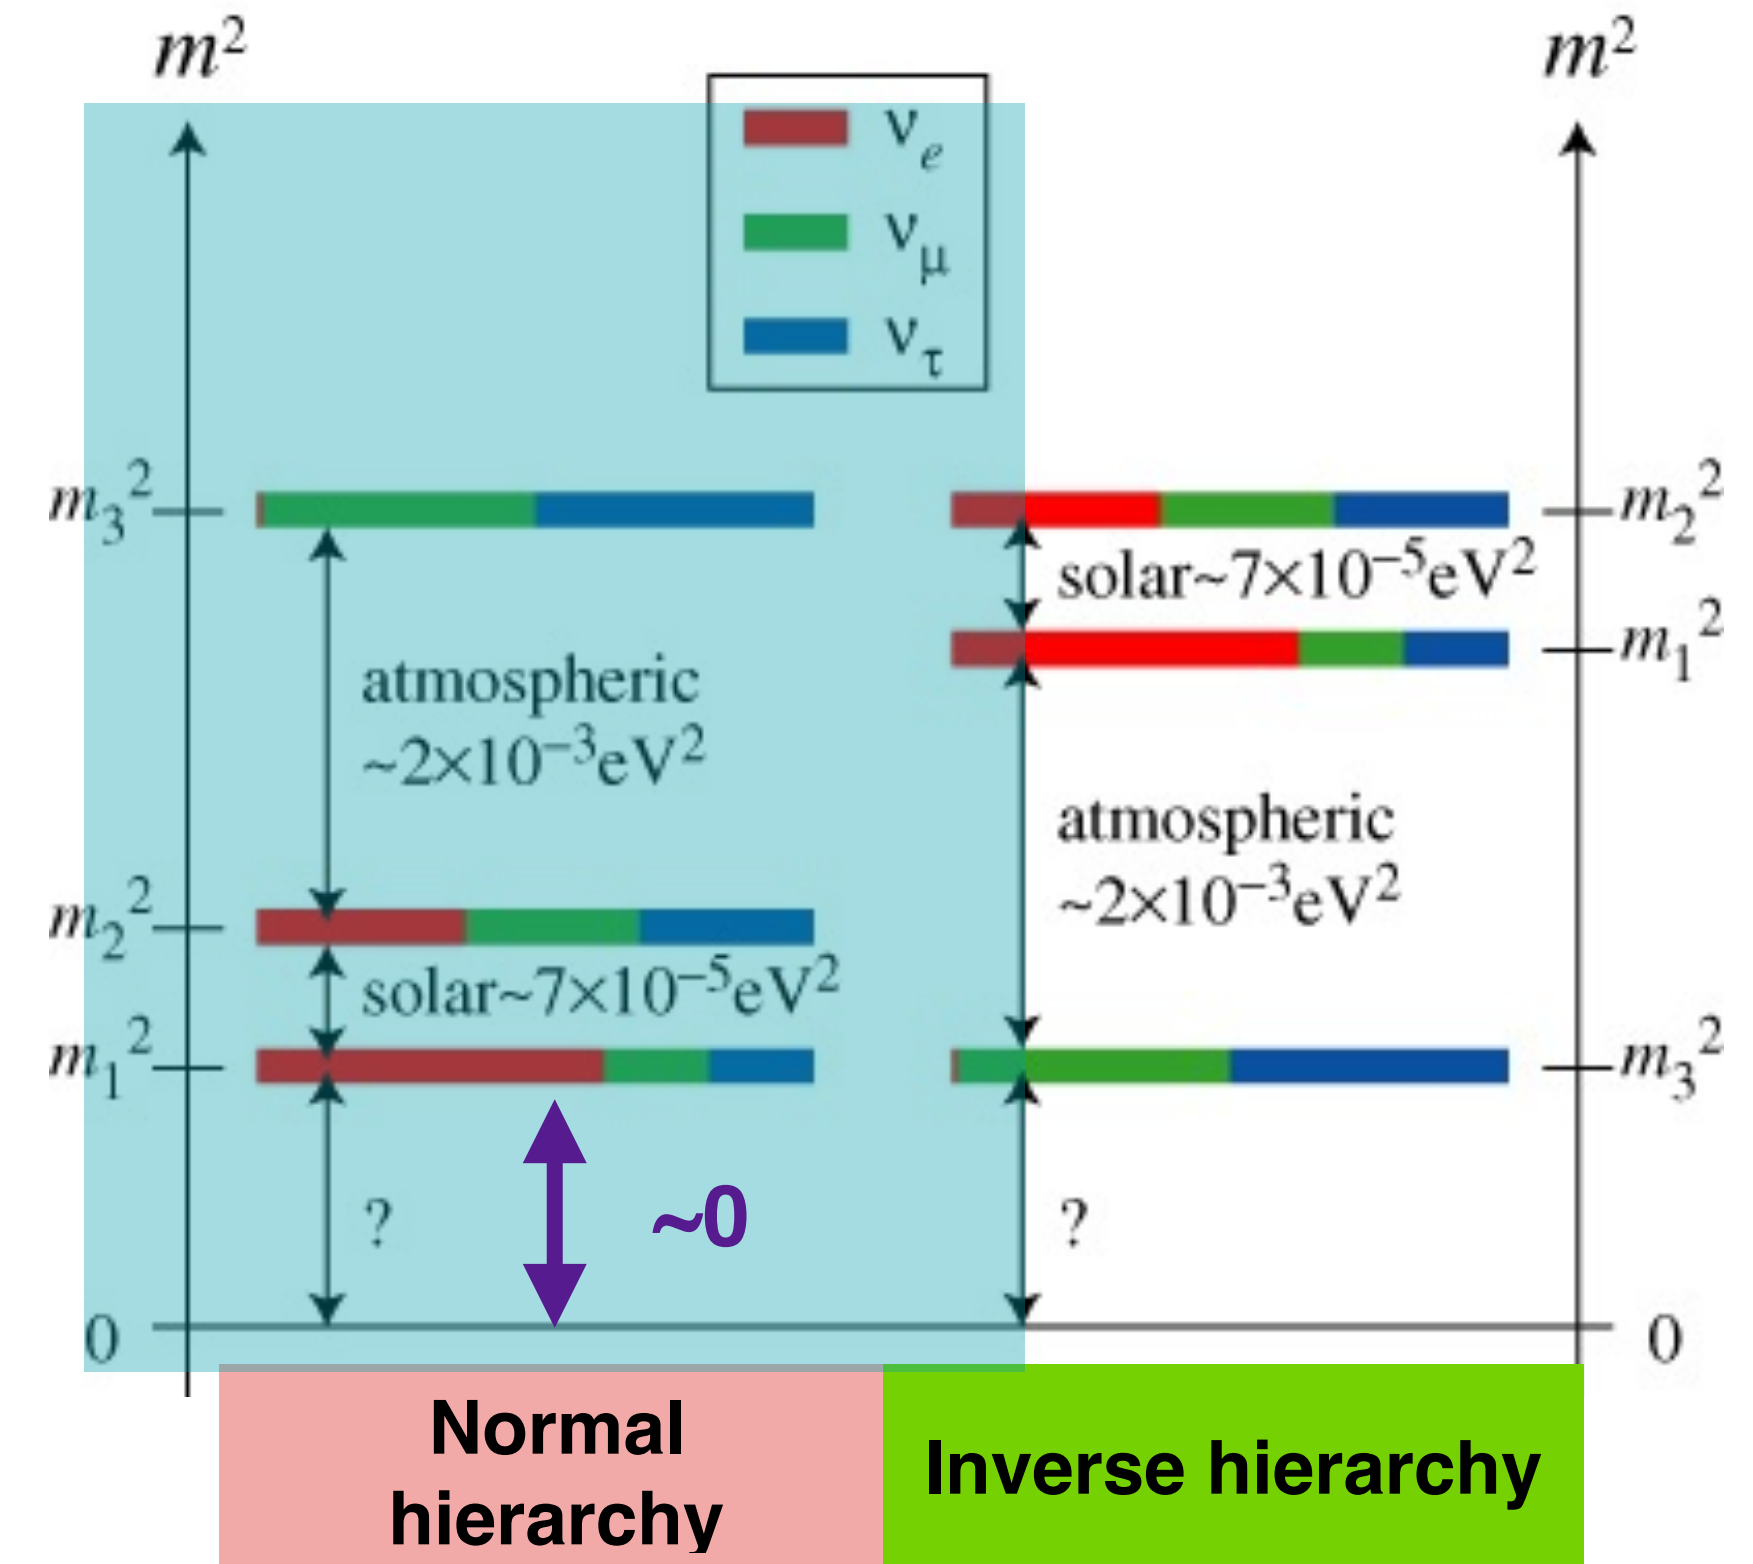 m²
m²
νe
νμ
ντ
m₃²
m₂²
solar~7×10⁻⁵eV²
m₁²
atmospheric
~2×10⁻³eV²
atmospheric
~2×10⁻³eV²
m₂²
solar~7×10⁻⁵eV²
m₁²
m₃²
?
~0
?
0
0
Normal
hierarchy
Inverse hierarchy